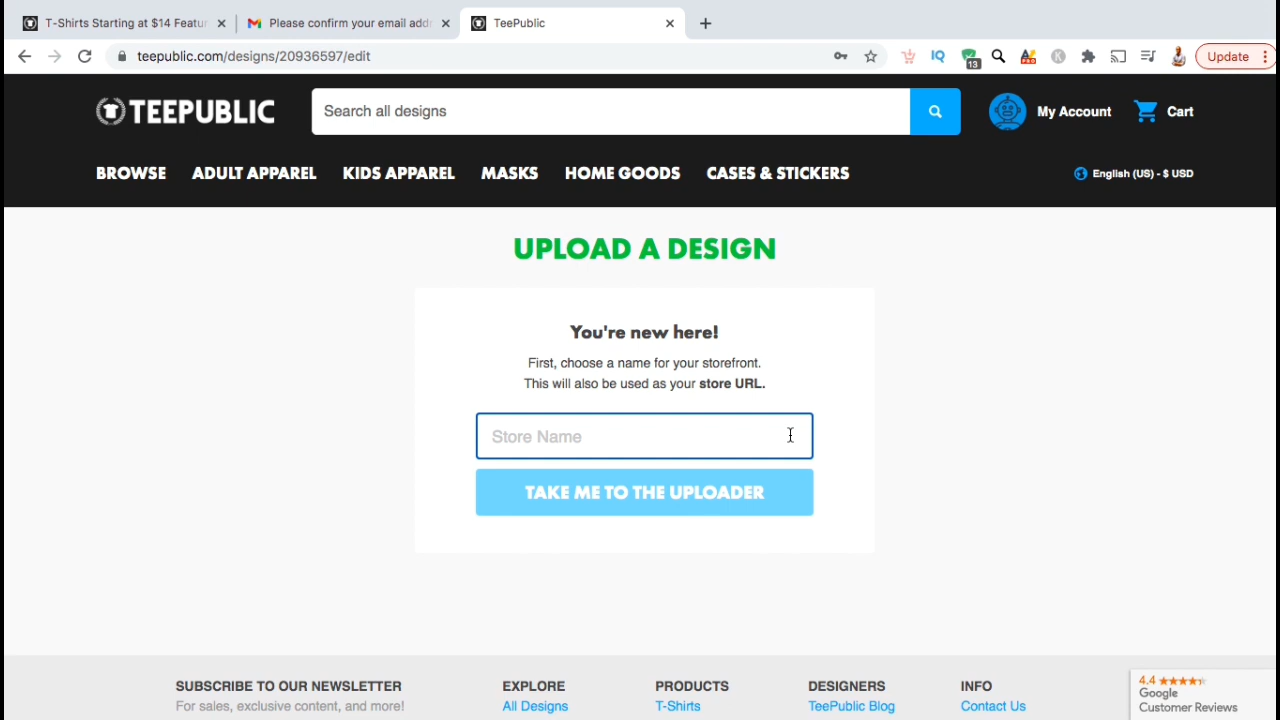 T-Shirts Starting at $14 Featur
Please confirm your email addr
TeePublic
teepublic.com/designs/20936597/edit
IQ
13
PRO
K
Update
TEEPUBLIC
Search all designs
My Account
Cart
BROWSE
ADULT APPAREL
KIDS APPAREL
MASKS
HOME GOODS
CASES & STICKERS
English (US) - $ USD
UPLOAD A DESIGN
You're new here!
First, choose a name for your storefront.
This will also be used as your store URL.
Store Name
TAKE ME TO THE UPLOADER
SUBSCRIBE TO OUR NEWSLETTER
For sales, exclusive content, and more!
EXPLORE
All Designs
PRODUCTS
T-Shirts
DESIGNERS
TeePublic Blog
INFO
Contact Us
4.4
Google
Customer Reviews